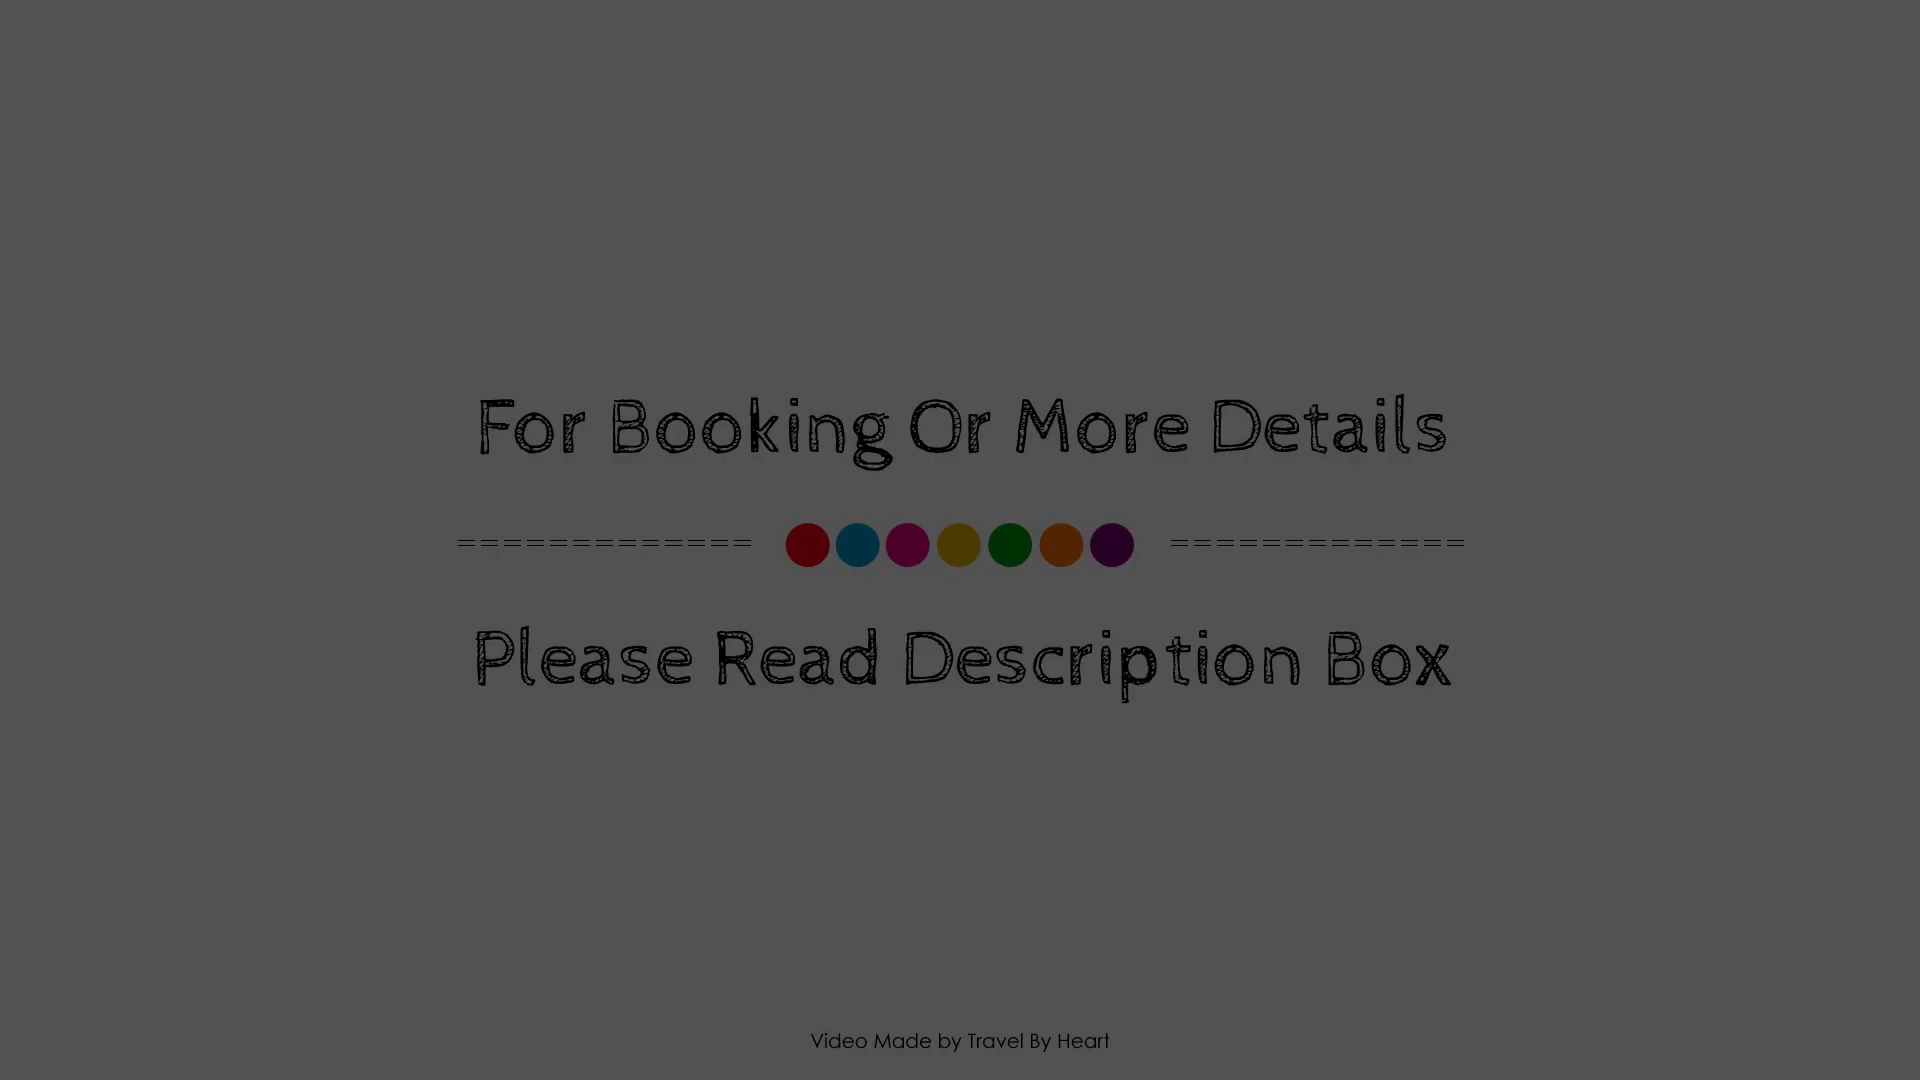 For Booking Or More Details
============= =============
Please Read Description Box
Video Made by Travel By Heart